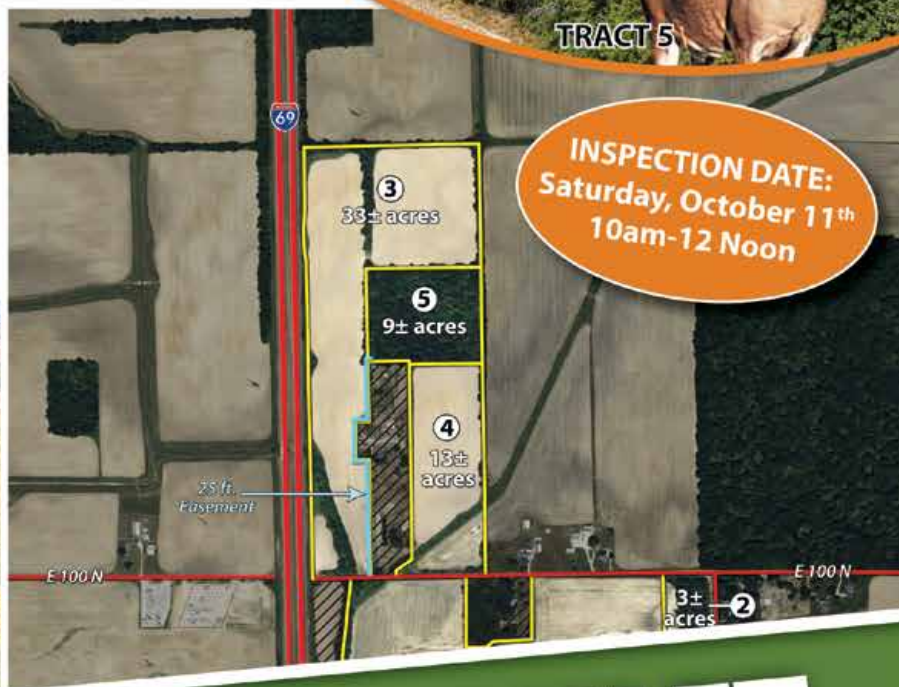 TRACT 5
INSPECTION DATE:
Saturday, October 11th
10am-12 Noon
69
3
33± acres
5
9± acres
4
13±
acres
25 ft.
Easement
E 100 N
E 100 N
3±
acres
2